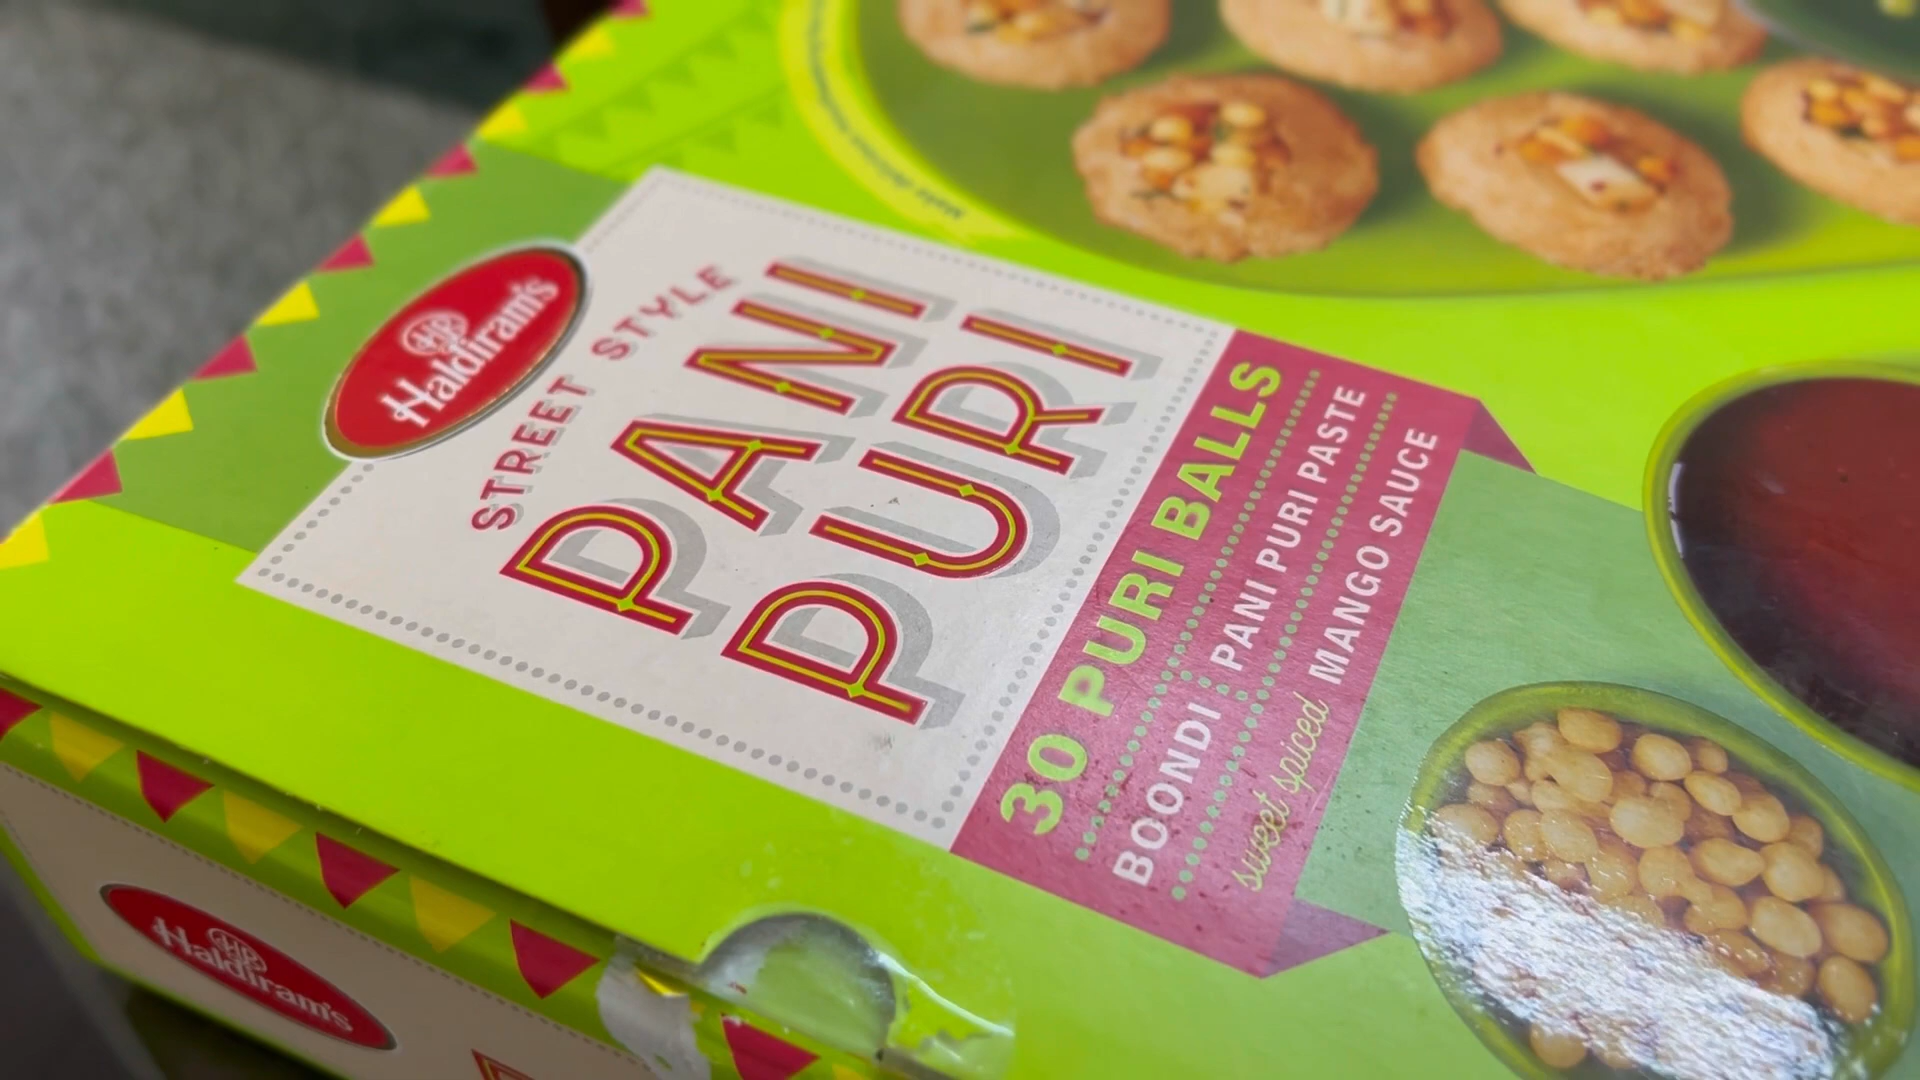 Haldiram's
STREET STYLE
PANI
PURI
30 PURI BALLS
BOONDI PANI PURI PASTE
sweet spiced MANGO SAUCE
Haldiram's